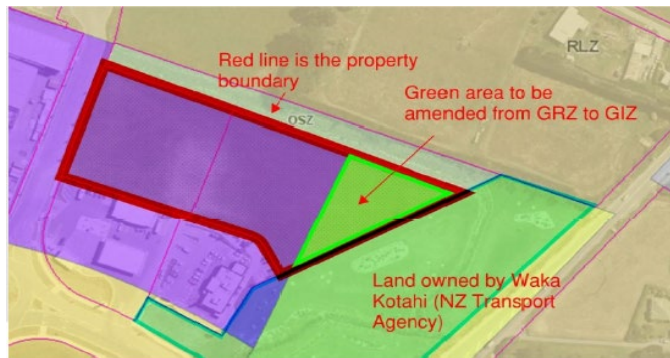 Red line is the property
boundary
RLZ
Green area to be
amended from GRZ to GIZ
OSZ
Land owned by Waka
Kotahi (NZ Transport
Agency)